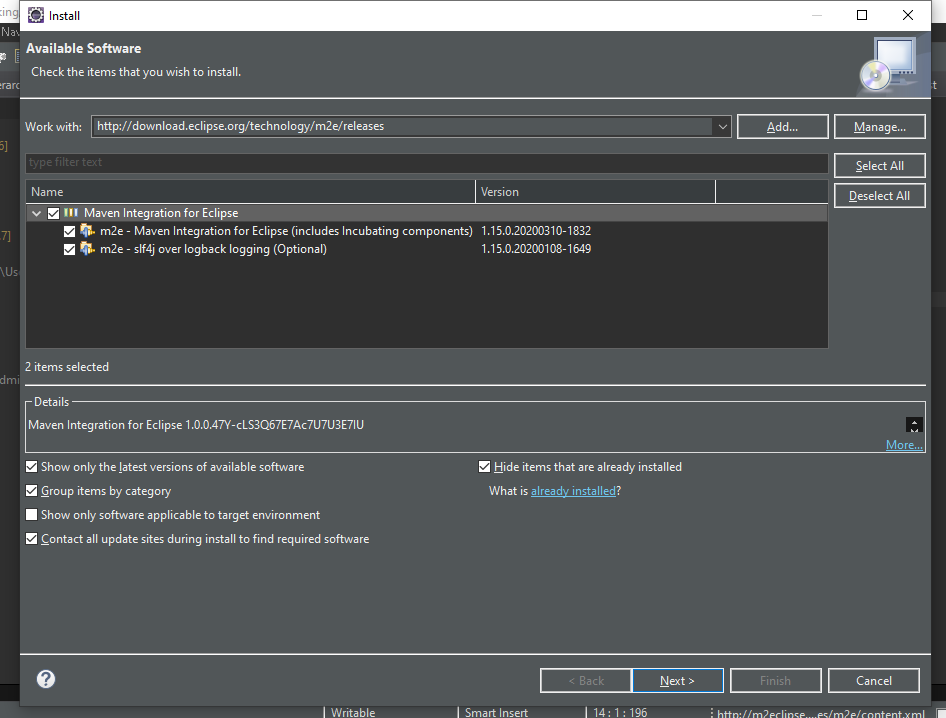 Install
Available Software
Check the items that you wish to install.
Work with: http://download.eclipse.org/technology/m2e/releases Add... Manage...
type filter text Select All
Name Version Deselect All
Maven Integration for Eclipse
m2e - Maven Integration for Eclipse (includes Incubating components) 1.15.0.20200310-1832
m2e - slf4j over logback logging (Optional) 1.15.0.20200108-1649
2 items selected
Details
Maven Integration for Eclipse 1.0.0.47Y-cLS3Q67E7Ac7U7U3E7IU
More...
Show only the latest versions of available software Hide items that are already installed
Group items by category What is already installed?
Show only software applicable to target environment
Contact all update sites during install to find required software
? < Back Next > Finish Cancel
Writable Smart Insert 14 : 1 : 196 http://m2eclipse....es/m2e/content.xml